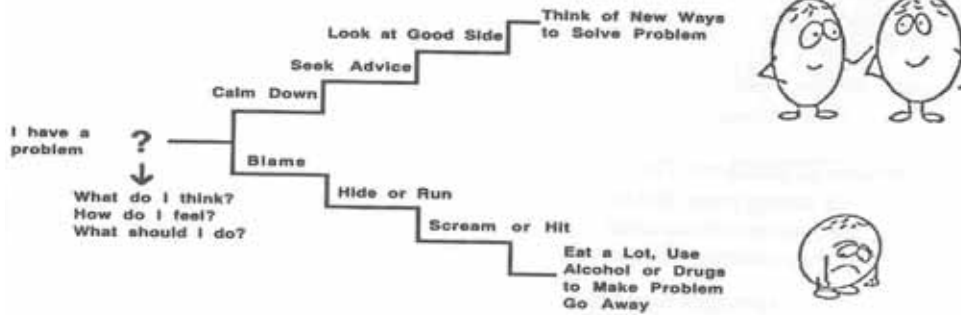 Think of New Ways
to Solve Problem
Look at Good Side
Seek Advice
Calm Down
I have a
problem
?
What do I think?
How do I feel?
What should I do?
Blame
Hide or Run
Scream or Hit
Eat a Lot, Use
Alcohol or Drugs
to Make Problem
Go Away